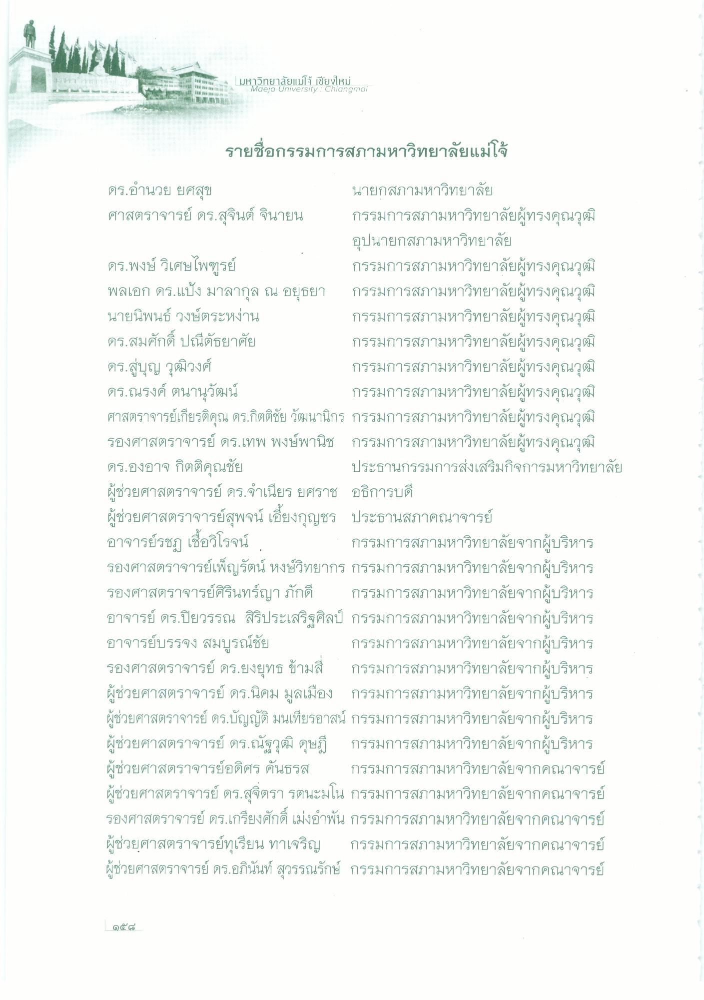 มหาวิทยาลัยแม่โจ้ เชียงใหม่
Maejo University : Chiangmai
รายชื่อกรรมการสภามหาวิทยาลัยแม่โจ้
ดร.อำนวย ยศสุข นายกสภามหาวิทยาลัย
ศาสตราจารย์ ดร.สุจินต์ จินายน กรรมการสภามหาวิทยาลัยผู้ทรงคุณวุฒิ
อุปนายกสภามหาวิทยาลัย
ดร.พงษ์ วิเศษไพฑูรย์ กรรมการสภามหาวิทยาลัยผู้ทรงคุณวุฒิ
พลเอก ดร.แป้ง มาลากุล ณ อยุธยา กรรมการสภามหาวิทยาลัยผู้ทรงคุณวุฒิ
นายนิพนธ์ วงษ์ตระหง่าน กรรมการสภามหาวิทยาลัยผู้ทรงคุณวุฒิ
ดร.สมศักดิ์ ปณีตัธยาศัย กรรมการสภามหาวิทยาลัยผู้ทรงคุณวุฒิ
ดร.สู่บุญ วุฒิวงศ์ กรรมการสภามหาวิทยาลัยผู้ทรงคุณวุฒิ
ดร.ณรงค์ ตนานุวัฒน์ กรรมการสภามหาวิทยาลัยผู้ทรงคุณวุฒิ
ศาสตราจารย์เกียรติคุณ ดร.กิตติชัย วัฒนานิกร กรรมการสภามหาวิทยาลัยผู้ทรงคุณวุฒิ
รองศาสตราจารย์ ดร.เทพ พงษ์พานิช กรรมการสภามหาวิทยาลัยผู้ทรงคุณวุฒิ
ดร.องอาจ กิตติคุณชัย ประธานกรรมการส่งเสริมกิจการมหาวิทยาลัย
ผู้ช่วยศาสตราจารย์ ดร.จำเนียร ยศราช อธิการบดี
ผู้ช่วยศาสตราจารย์สุพจน์ เอี้ยงกุญชร ประธานสภาคณาจารย์
อาจารย์รชฏ เชื้อวิโรจน์ กรรมการสภามหาวิทยาลัยจากผู้บริหาร
รองศาสตราจารย์เพ็ญรัตน์ หงษ์วิทยากร กรรมการสภามหาวิทยาลัยจากผู้บริหาร
รองศาสตราจารย์ศิรินทร์ญา ภักดี กรรมการสภามหาวิทยาลัยจากผู้บริหาร
อาจารย์ ดร.ปิยวรรณ สิริประเสริฐศิลป์ กรรมการสภามหาวิทยาลัยจากผู้บริหาร
อาจารย์บรรจง สมบูรณ์ชัย กรรมการสภามหาวิทยาลัยจากผู้บริหาร
รองศาสตราจารย์ ดร.ยงยุทธ ข้ามสี่ กรรมการสภามหาวิทยาลัยจากผู้บริหาร
ผู้ช่วยศาสตราจารย์ ดร.นิคม มูลเมือง กรรมการสภามหาวิทยาลัยจากผู้บริหาร
ผู้ช่วยศาสตราจารย์ ดร.บัญญัติ มนเทียรอาสน์ กรรมการสภามหาวิทยาลัยจากผู้บริหาร
ผู้ช่วยศาสตราจารย์ ดร.ณัฐวุฒิ ดุษฎี กรรมการสภามหาวิทยาลัยจากผู้บริหาร
ผู้ช่วยศาสตราจารย์อดิศร คันธรส กรรมการสภามหาวิทยาลัยจากคณาจารย์
ผู้ช่วยศาสตราจารย์ ดร.สุจิตรา รตนะมโน กรรมการสภามหาวิทยาลัยจากคณาจารย์
รองศาสตราจารย์ ดร.เกรียงศักดิ์ เม่งอำพัน กรรมการสภามหาวิทยาลัยจากคณาจารย์
ผู้ช่วยศาสตราจารย์ทุเรียน ทาเจริญ กรรมการสภามหาวิทยาลัยจากคณาจารย์
ผู้ช่วยศาสตราจารย์ ดร.อภินันท์ สุวรรณรักษ์ กรรมการสภามหาวิทยาลัยจากคณาจารย์
๑๕๘